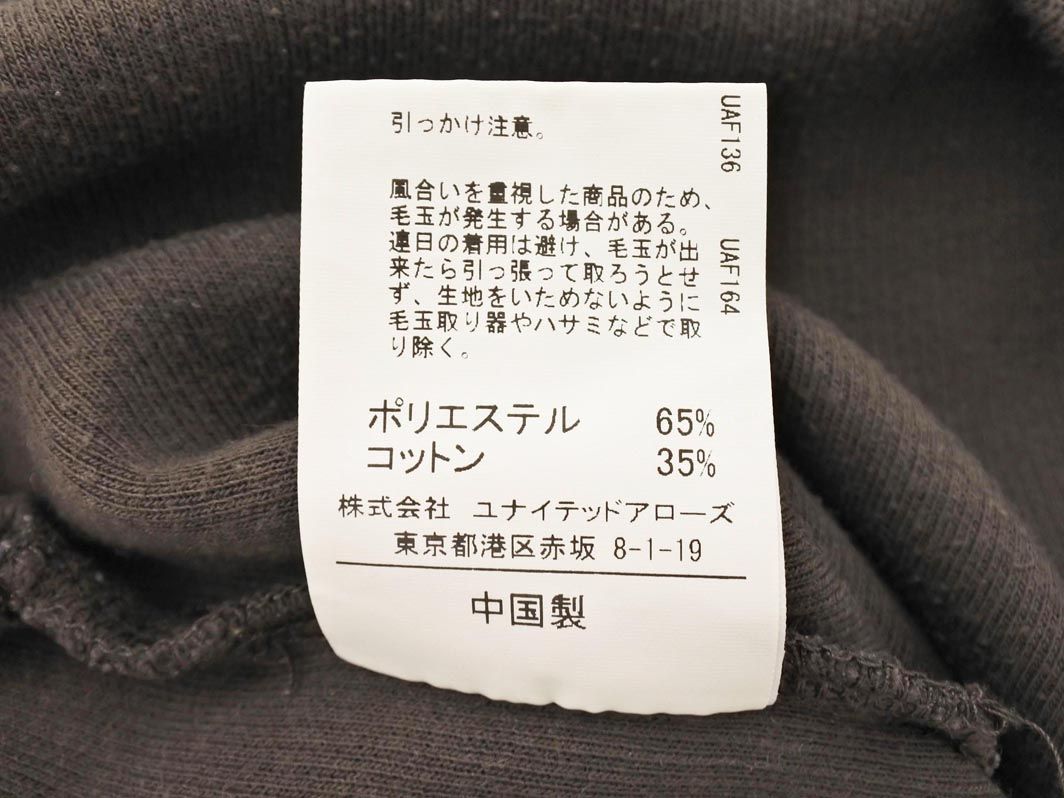 引っかけ注意。
風合いを重視した商品のため、
毛玉が発生する場合がある。
連日の着用は避け、毛玉が出
来たら引っ張って取ろうとせ
ず、生地をいためないように
毛玉取り器やハサミなどで取
り除く。
ポリエステル 65%
コットン 35%
株式会社 ユナイテッドアローズ
東京都港区赤坂 8-1-19
中国製
UAF136 UAF164